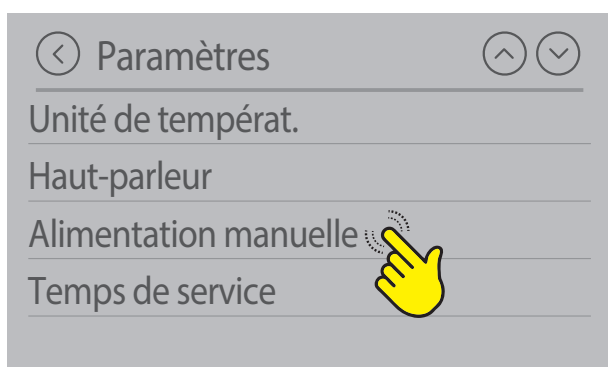 Paramètres
Unité de températ.
Haut-parleur
Alimentation manuelle
Temps de service